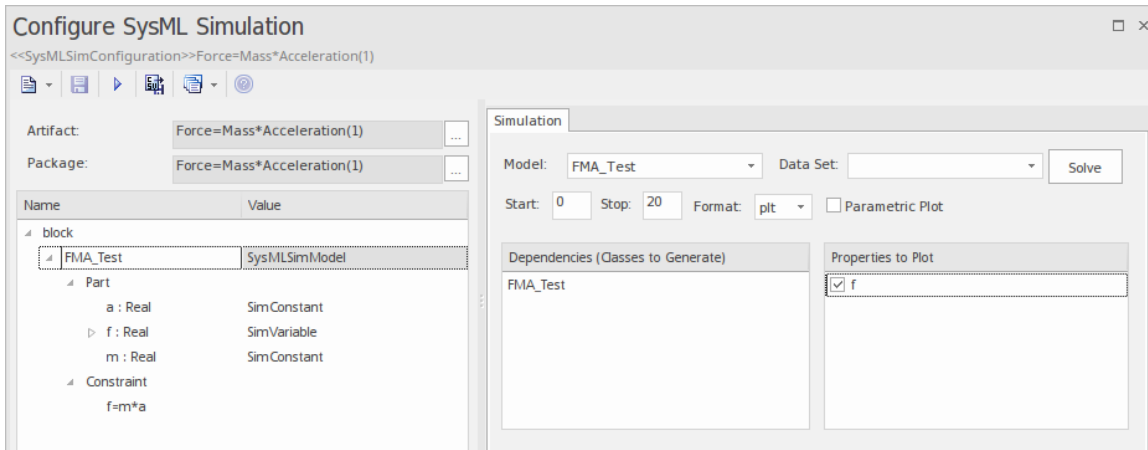 Configure SysML Simulation
<<SysMLSimConfiguration>>Force=Mass*Acceleration(1)
Artifact: Force=Mass*Acceleration(1) ...
Package: Force=Mass*Acceleration(1) ...
Name Value
block
FMA_Test SysMLSimModel
Part
a : Real SimConstant
f : Real SimVariable
m : Real SimConstant
Constraint
f=m*a
Simulation
Model: FMA_Test Data Set: Solve
Start: 0 Stop: 20 Format: plt Parametric Plot
Dependencies (Classes to Generate) Properties to Plot
FMA_Test f